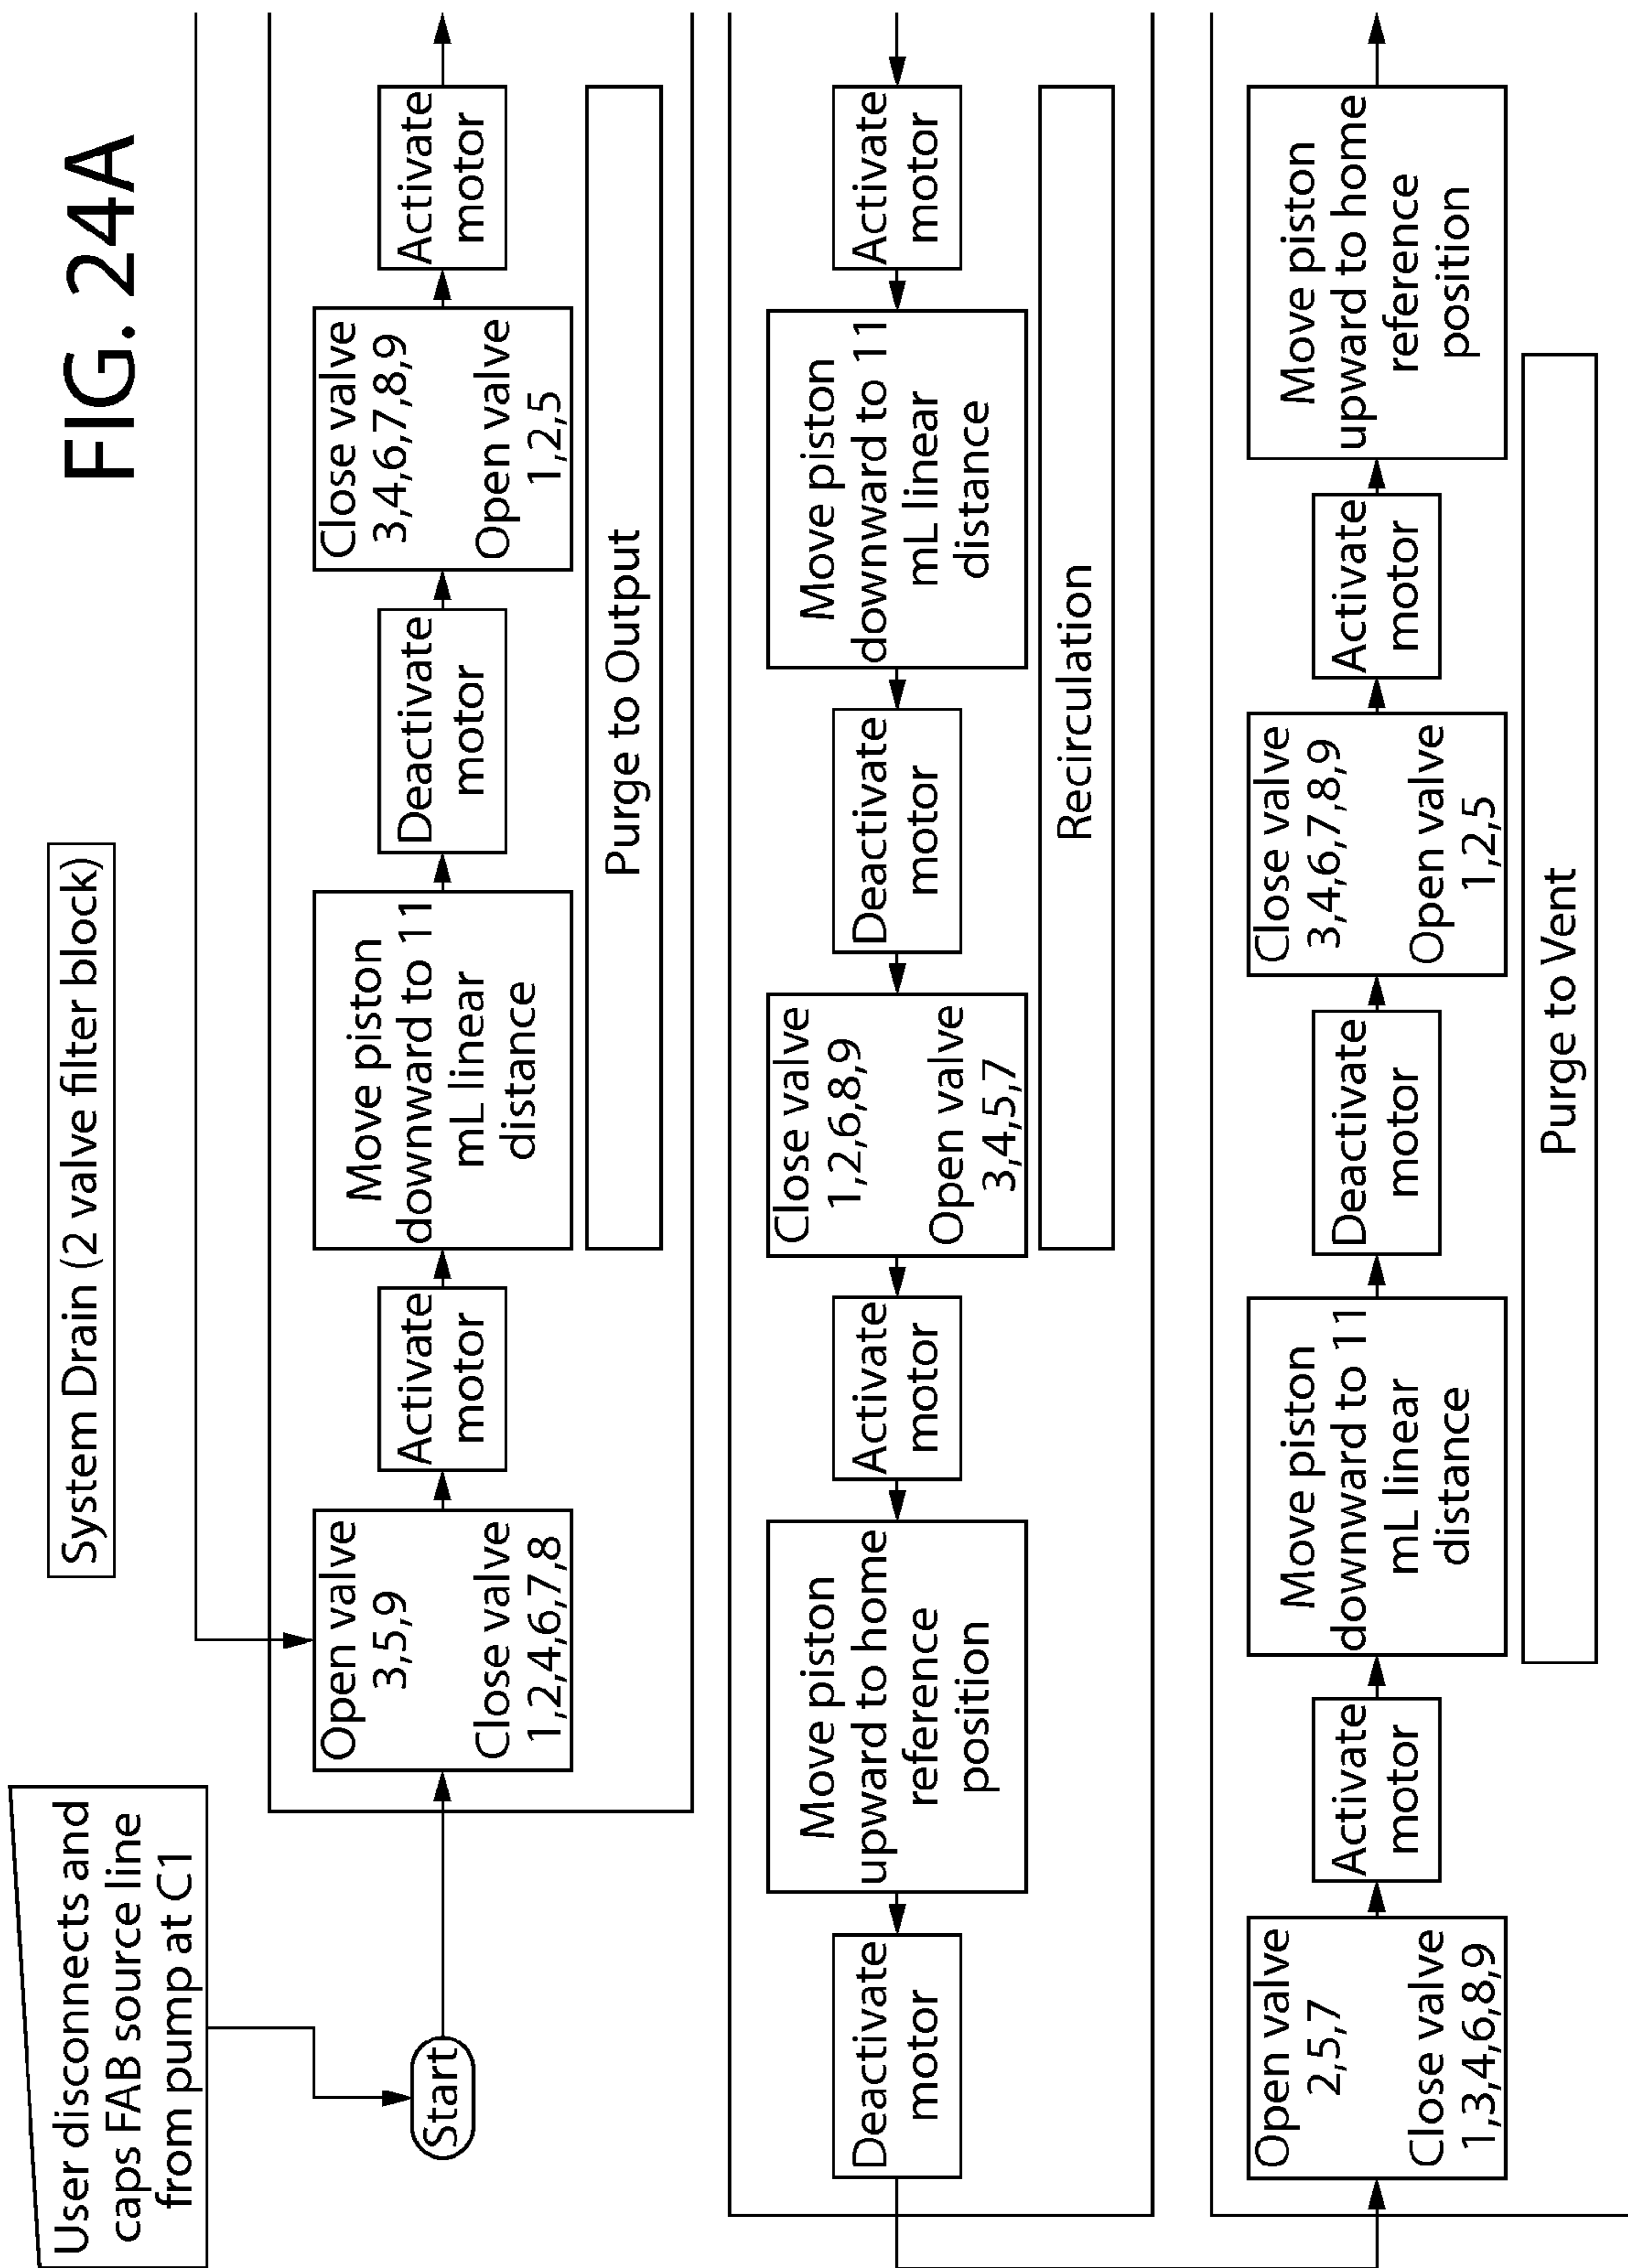 FIG. 24A
System Drain (2 valve filter block)
User disconnects and
caps FAB source line
from pump at C1
Start
Open valve
3,5,9
Close valve
1,2,4,6,7,8
Activate
motor
Move piston
downward to 11
mL linear
distance
Deactivate
motor
Close valve
3,4,6,7,8,9
Open valve
1,2,5
Activate
motor
Purge to Output
Activate
motor
Move piston
downward to 11
mL linear
distance
Deactivate
motor
Close valve
1,2,6,8,9
Open valve
3,4,5,7
Activate
motor
Move piston
upward to home
reference
position
Deactivate
motor
Recirculation
Open valve
2,5,7
Close valve
1,3,4,6,8,9
Activate
motor
Move piston
downward to 11
mL linear
distance
Deactivate
motor
Close valve
3,4,6,7,8,9
Open valve
1,2,5
Activate
motor
Move piston
upward to home
reference
position
Purge to Vent